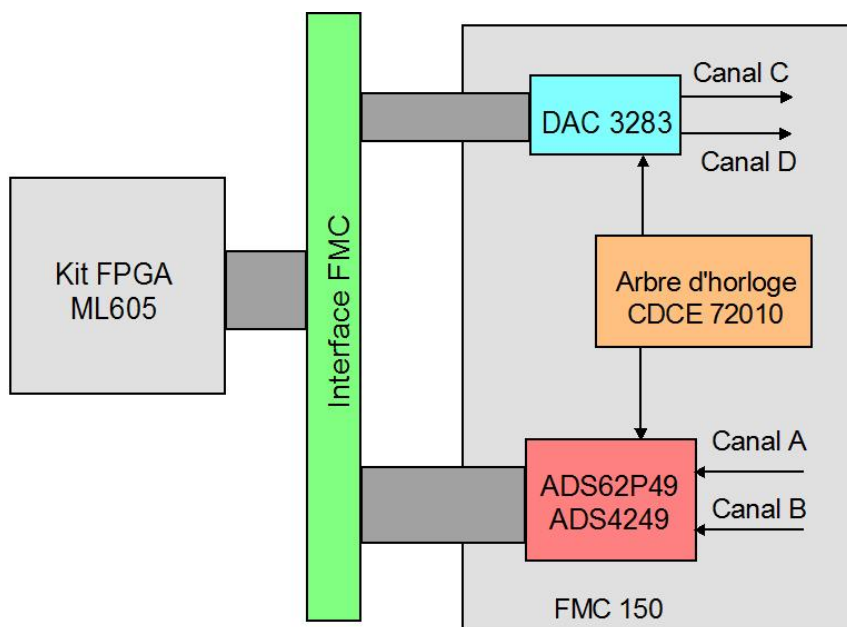 Kit FPGA
ML605
Interface FMC
Canal C
DAC 3283
Canal D
Arbre d'horloge
CDCE 72010
Canal A
ADS62P49
ADS4249
Canal B
FMC 150